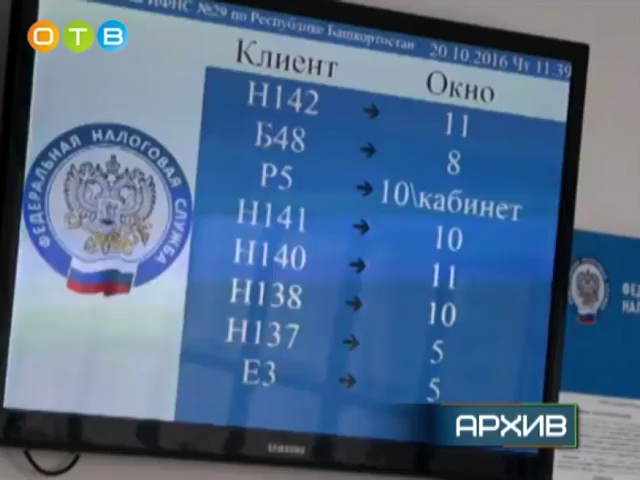 ОТВ
ИФНС №29 по Республике Башкортостан 20.10.2016 Чт 11:39
Клиент Окно
Н142 → 11
Б48 → 8
Р5 → 10\кабинет
Н141 → 10
Н140 → 11
Н138 → 10
Н137 → 5
Е3 → 5
ФЕДЕРАЛЬНАЯ НАЛОГОВАЯ СЛУЖБА
SAMSUNG
АРХИВ